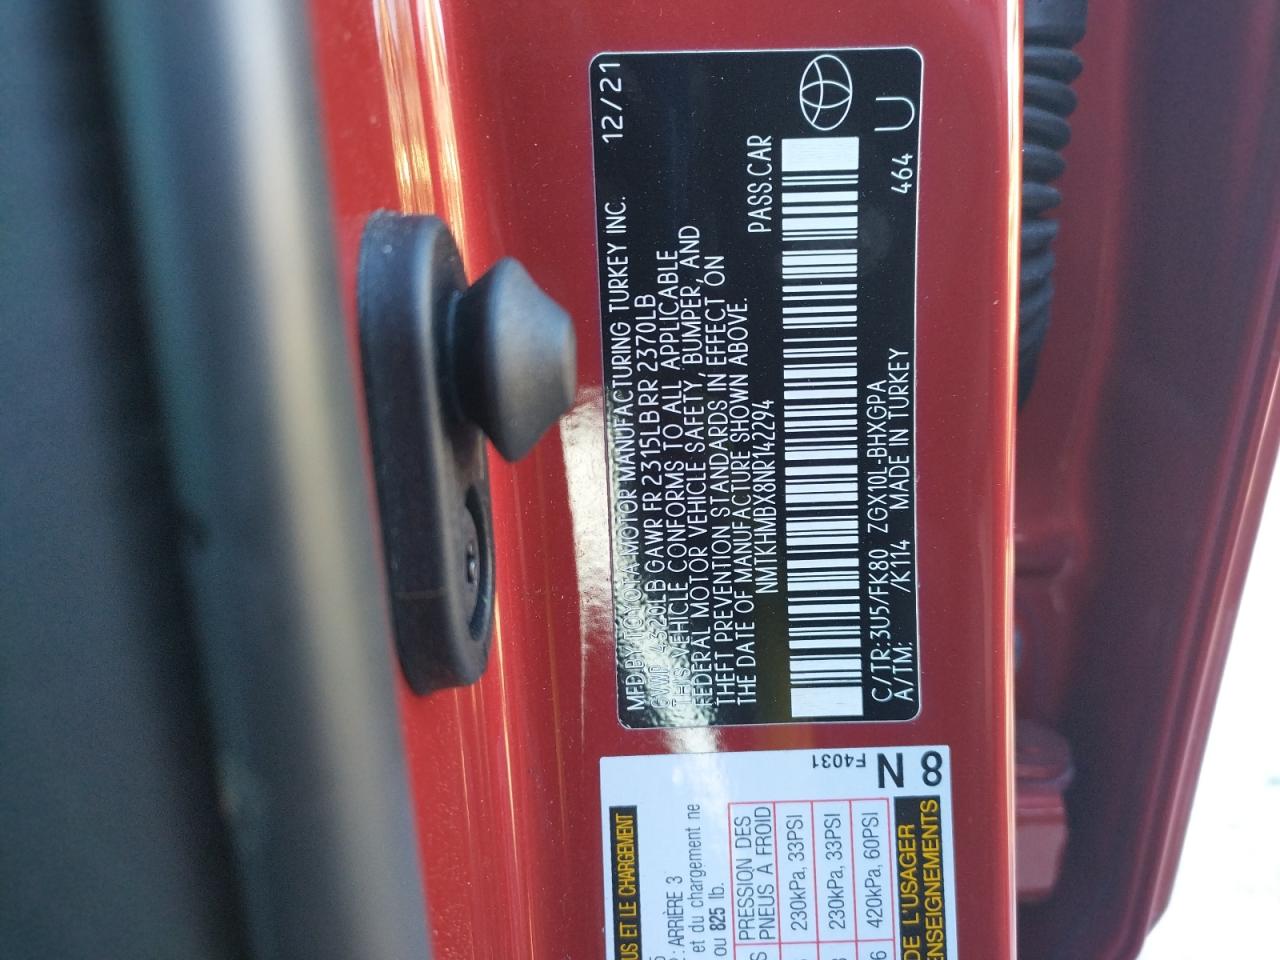 12/21
MFD.BY:TOYOTA MOTOR MANUFACTURING TURKEY INC.
GVWR 4320LB GAWR FR 2315LB RR 2370LB
THIS VEHICLE CONFORMS TO ALL APPLICABLE
FEDERAL MOTOR VEHICLE SAFETY, BUMPER, AND
THEFT PREVENTION STANDARDS IN EFFECT ON
THE DATE OF MANUFACTURE SHOWN ABOVE.
NMTKHMBX8NR142294 PASS.CAR
C/TR:3U5/FK80 ZGX10L-BHXGPA
A/TM: /K114 MADE IN TURKEY 464 U
F4031
N
8
US ET LE CHARGEMENT
: ARRIÈRE 3
et du chargement ne
ou 825 lb.
PRESSION DES
PNEUS À FROID
230kPa, 33PSI
230kPa, 33PSI
420kPa, 60PSI
DE L'USAGER
ENSEIGNEMENTS